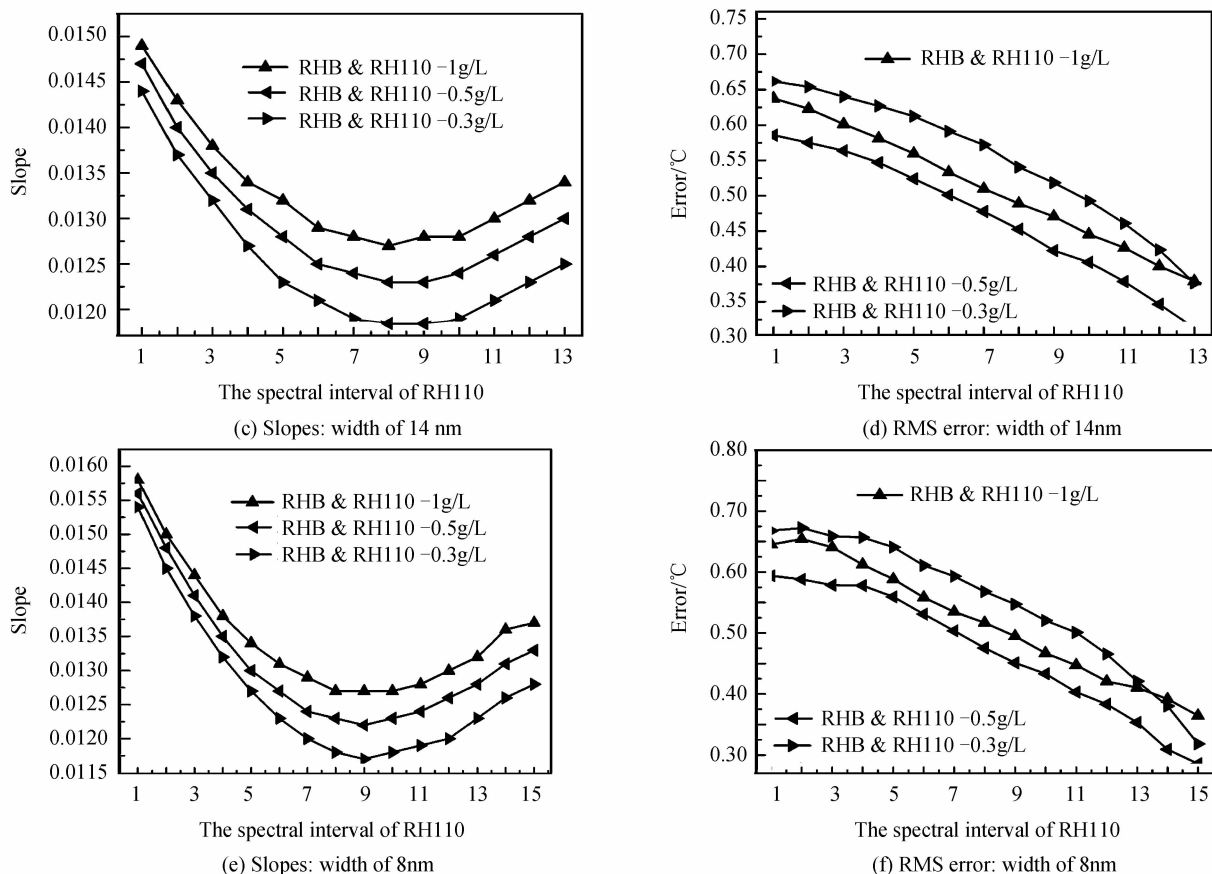 0.0150
0.0145
0.0140
0.0135
0.0130
0.0125
0.0120
Slope
RHB & RH110 −1g/L
RHB & RH110 −0.5g/L
RHB & RH110 −0.3g/L
1 3 5 7 9 11 13
The spectral interval of RH110
(c) Slopes: width of 14 nm
0.75
0.70
0.65
0.60
0.55
0.50
0.45
0.40
0.35
0.30
Error/℃
RHB & RH110 −1g/L
RHB & RH110 −0.5g/L
RHB & RH110 −0.3g/L
1 3 5 7 9 11 13
The spectral interval of RH110
(d) RMS error: width of 14nm
0.0160
0.0155
0.0150
0.0145
0.0140
0.0135
0.0130
0.0125
0.0120
0.0115
Slope
RHB & RH110 −1g/L
RHB & RH110 −0.5g/L
RHB & RH110 −0.3g/L
1 3 5 7 9 11 13 15
The spectral interval of RH110
(e) Slopes: width of 8nm
0.80
0.70
0.60
0.50
0.40
0.30
Error/℃
RHB & RH110 −1g/L
RHB & RH110 −0.5g/L
RHB & RH110 −0.3g/L
1 3 5 7 9 11 13 15
The spectral interval of RH110
(f) RMS error: width of 8nm